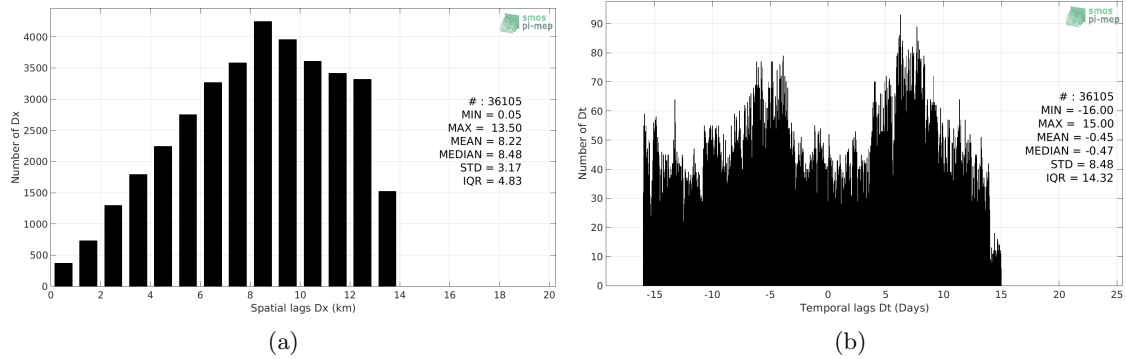 smos
pi-mep
Number of Dx
4000
3500
3000
2500
2000
1500
1000
500
0
# : 36105
MIN = 0.05
MAX = 13.50
MEAN = 8.22
MEDIAN = 8.48
STD = 3.17
IQR = 4.83
0 2 4 6 8 10 12 14 16 18 20
Spatial lags Dx (km)
(a)
smos
pi-mep
Number of Dt
90
80
70
60
50
40
30
20
10
0
# : 36105
MIN = -16.00
MAX = 15.00
MEAN = -0.45
MEDIAN = -0.47
STD = 8.48
IQR = 14.32
-15 -10 -5 0 5 10 15 20 25
Temporal lags Dt (Days)
(b)